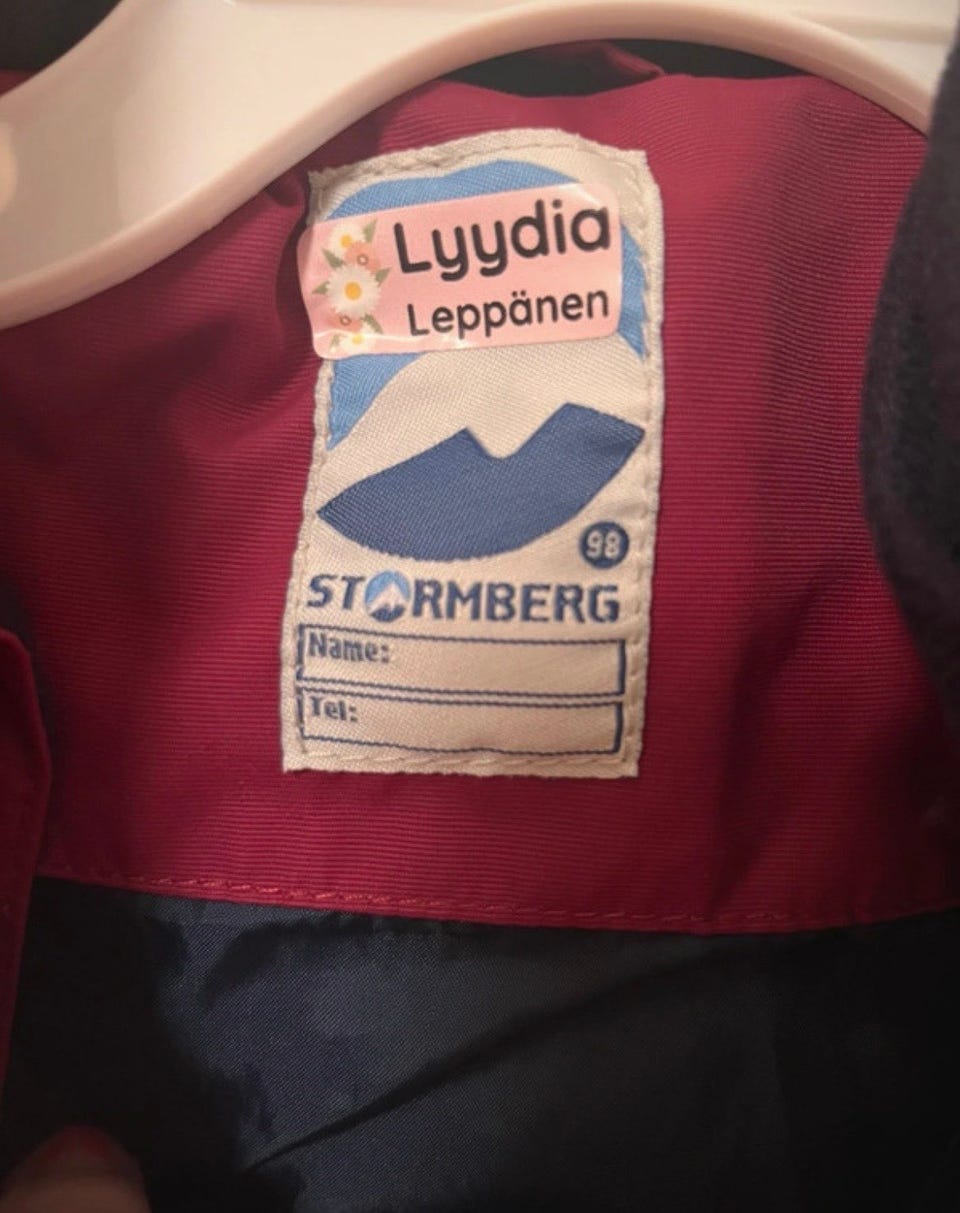 Lyydia
Leppänen
98
STORMBERG
Name:
Tel: